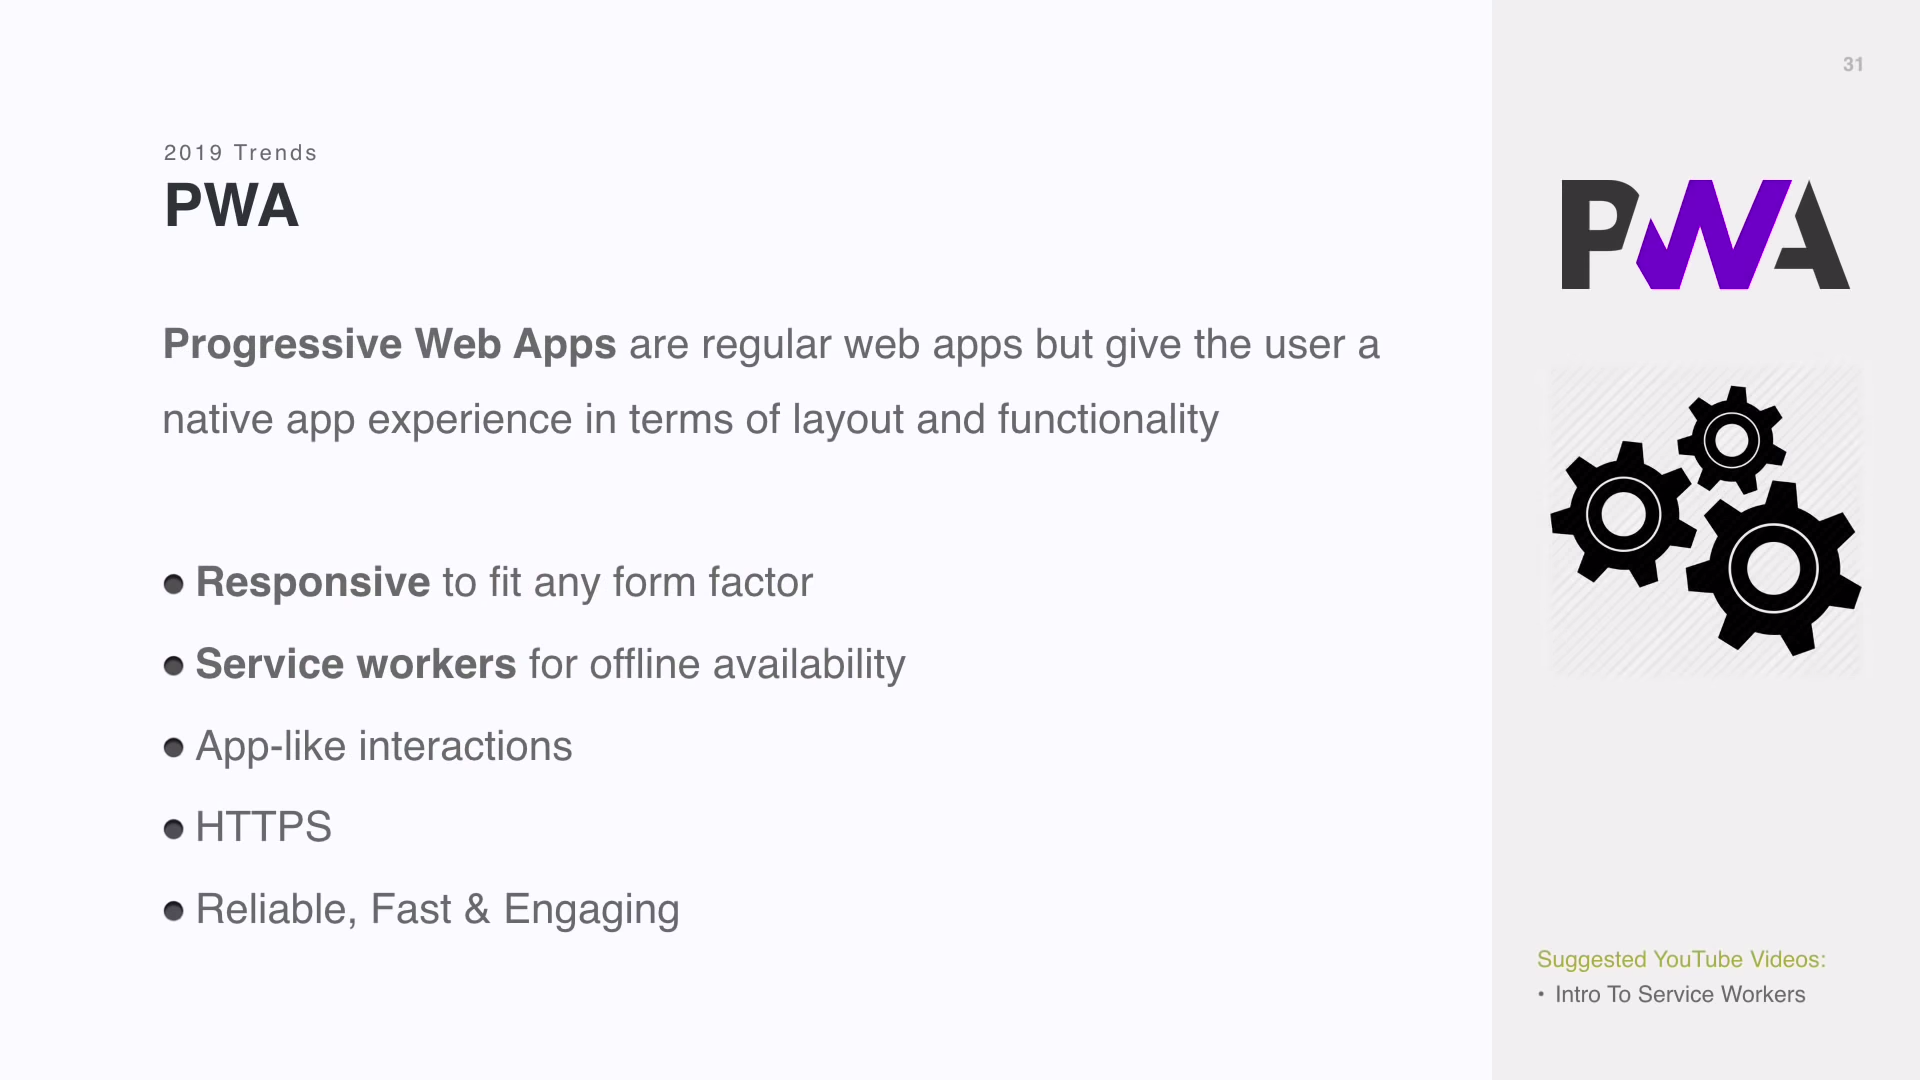 31
2019 Trends
PWA
Progressive Web Apps are regular web apps but give the user a
native app experience in terms of layout and functionality
• Responsive to fit any form factor
• Service workers for offline availability
• App-like interactions
• HTTPS
• Reliable, Fast & Engaging
PWA
Suggested YouTube Videos:
• Intro To Service Workers